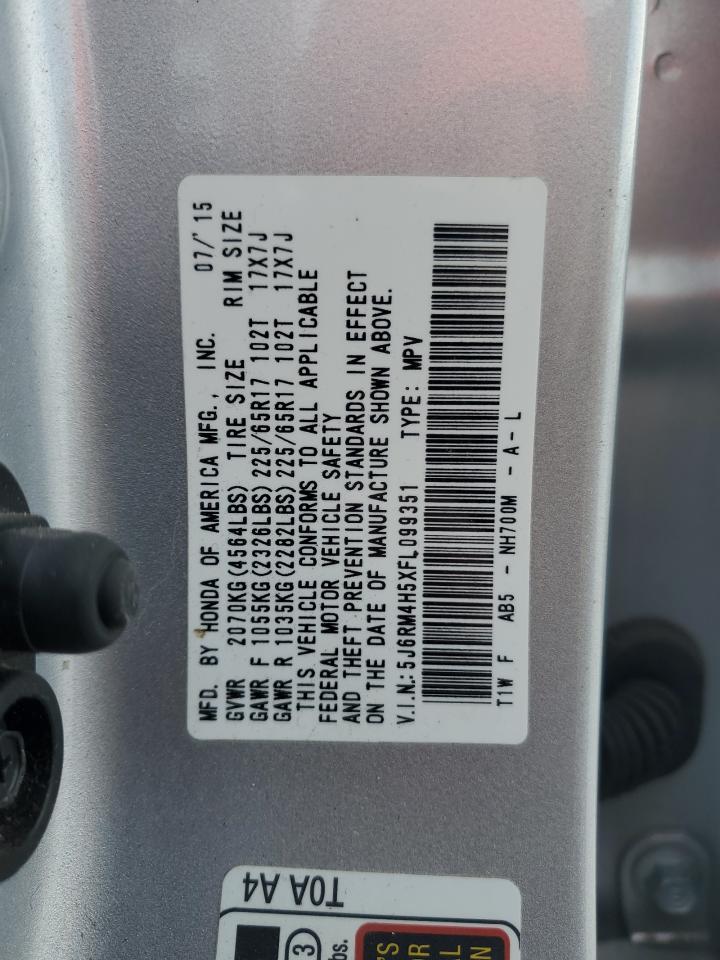 MFD. BY HONDA OF AMERICA MFG., INC. 07/'15
GVWR 2070KG(4564LBS) TIRE SIZE RIM SIZE
GAWR F 1055KG(2326LBS) 225/65R17 102T 17X7J
GAWR R 1035KG(2282LBS) 225/65R17 102T 17X7J
THIS VEHICLE CONFORMS TO ALL APPLICABLE
FEDERAL MOTOR VEHICLE SAFETY
AND THEFT PREVENTION STANDARDS IN EFFECT
ON THE DATE OF MANUFACTURE SHOWN ABOVE.
V.I.N.: 5J6RM4H5XFL099351 TYPE: MPV
T1W F AB5 - NH700M - A - L
T0A A4
3
lbs.